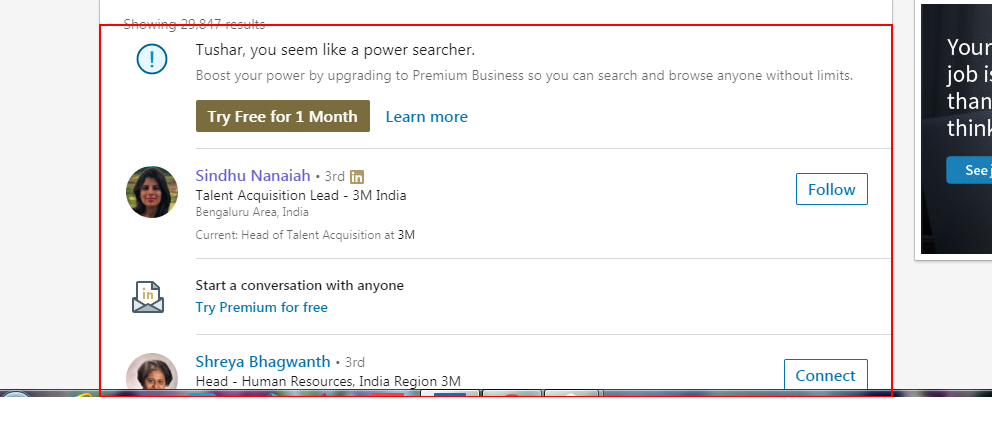 Showing 29,847 results
Tushar, you seem like a power searcher.
Boost your power by upgrading to Premium Business so you can search and browse anyone without limits.
Try Free for 1 Month
Learn more
Sindhu Nanaiah • 3rd in
Talent Acquisition Lead - 3M India
Bengaluru Area, India
Current: Head of Talent Acquisition at 3M
Follow
in
Start a conversation with anyone
Try Premium for free
Shreya Bhagwanth • 3rd
Head - Human Resources, India Region 3M
Connect
Your
job is
than
think
See